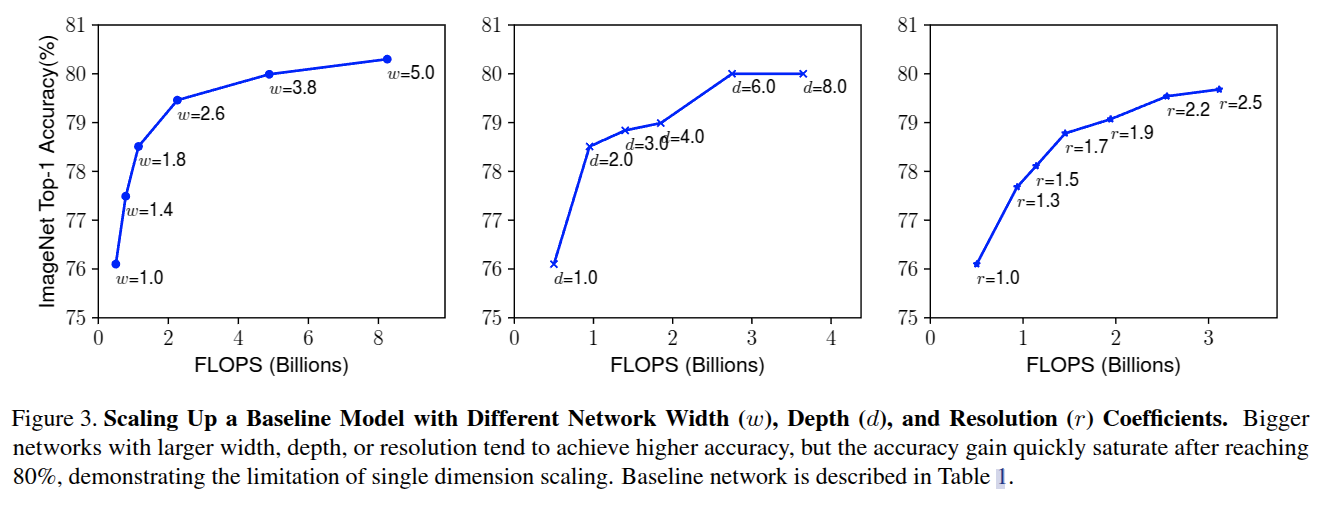 ImageNet Top-1 Accuracy(%)
81
80
79
78
77
76
75
w=1.0
w=1.4
w=1.8
w=2.6
w=3.8
w=5.0
0 2 4 6 8
FLOPS (Billions)
81
80
79
78
77
76
75
d=1.0
d=2.0
d=3.0
d=4.0
d=6.0
d=8.0
0 1 2 3 4
FLOPS (Billions)
81
80
79
78
77
76
75
r=1.0
r=1.3
r=1.5
r=1.7
r=1.9
r=2.2
r=2.5
0 1 2 3
FLOPS (Billions)
Figure 3. Scaling Up a Baseline Model with Different Network Width (w), Depth (d), and Resolution (r) Coefficients. Bigger
networks with larger width, depth, or resolution tend to achieve higher accuracy, but the accuracy gain quickly saturate after reaching
80%, demonstrating the limitation of single dimension scaling. Baseline network is described in Table 1.